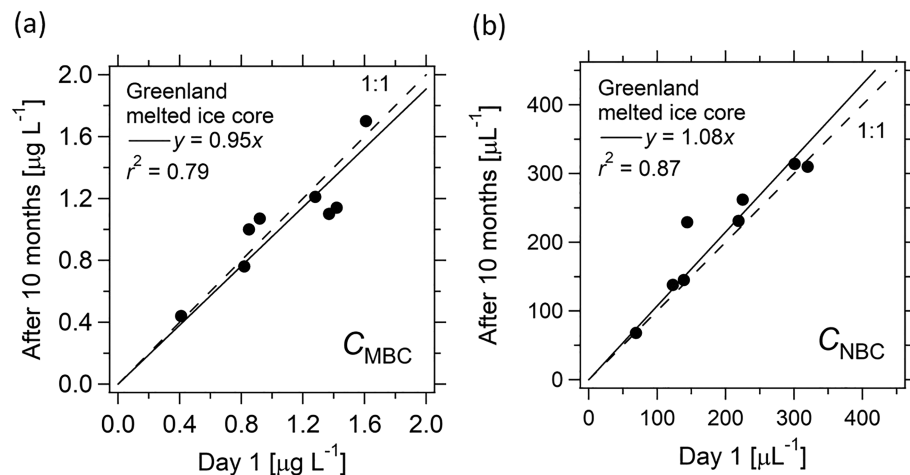 (a)
Greenland
melted ice core
y = 0.95x
r² = 0.79
1:1
2.0
1.6
1.2
0.8
0.4
0.0
After 10 months [µg L⁻¹]
C_MBC
0.0 0.4 0.8 1.2 1.6 2.0
Day 1 [µg L⁻¹]
(b)
Greenland
melted ice core
y = 1.08x
r² = 0.87
1:1
400
300
200
100
0
After 10 months [µL⁻¹]
C_NBC
0 100 200 300 400
Day 1 [µL⁻¹]